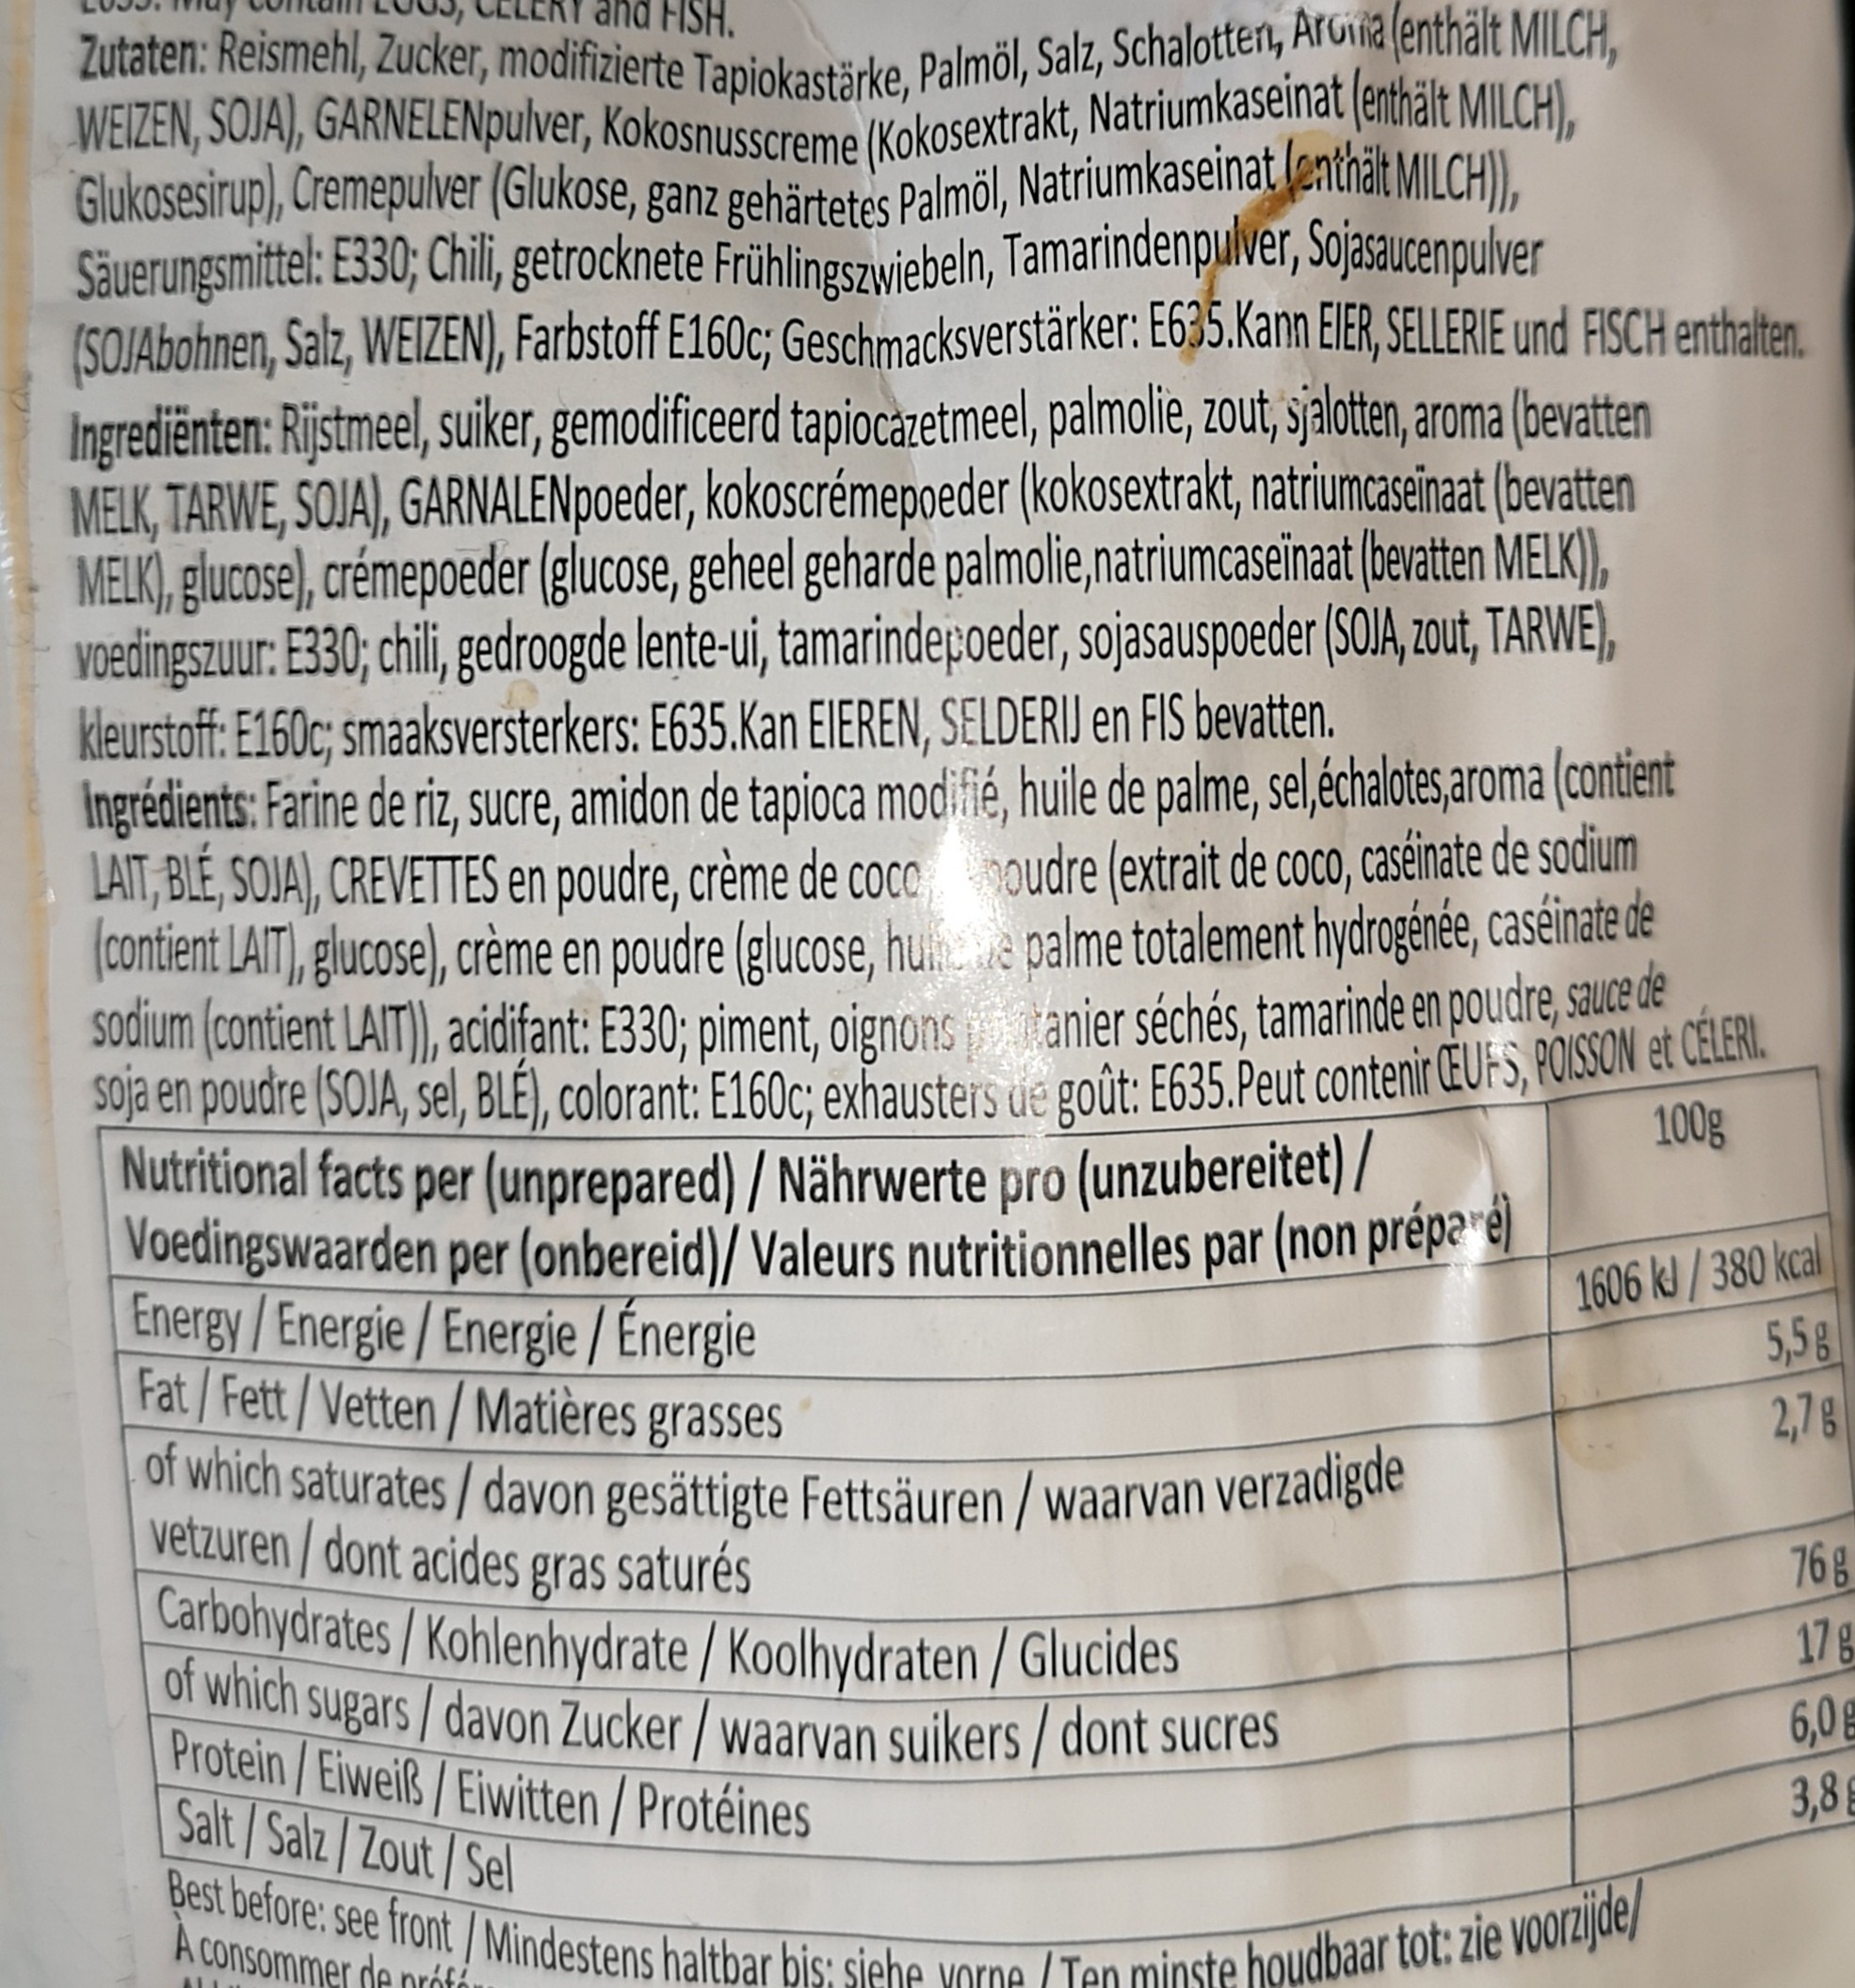 May contain EGGS, CELERY and FISH.
Zutaten: Reismehl, Zucker, modifizierte Tapiokastärke, Palmöl, Salz, Schalotten, Aroma (enthält MILCH,
WEIZEN, SOJA), GARNELENpulver, Kokosnusscreme (Kokosextrakt, Natriumkaseinat (enthält MILCH),
Glukosesirup), Cremepulver (Glukose, ganz gehärtetes Palmöl, Natriumkaseinat (enthält MILCH)),
Säuerungsmittel: E330; Chili, getrocknete Frühlingszwiebeln, Tamarindenpulver, Sojasaucenpulver
(SOJAbohnen, Salz, WEIZEN), Farbstoff E160c; Geschmacksverstärker: E635.Kann EIER, SELLERIE und FISCH enthalten.
Ingrediënten: Rijstmeel, suiker, gemodificeerd tapiocazetmeel, palmolie, zout, sjalotten, aroma (bevatten
MELK, TARWE, SOJA), GARNALENpoeder, kokoscrémepoeder (kokosextrakt, natriumcaseïnaat (bevatten
MELK), glucose), crémepoeder (glucose, geheel geharde palmolie,natriumcaseïnaat (bevatten MELK)),
voedingszuur: E330; chili, gedroogde lente-ui, tamarindepoeder, sojasauspoeder (SOJA, zout, TARWE),
kleurstoff: E160c; smaaksversterkers: E635.Kan EIEREN, SELDERIJ en FIS bevatten.
Ingrédients: Farine de riz, sucre, amidon de tapioca modifié, huile de palme, sel,échalotes,aroma (contient
LAIT, BLÉ, SOJA), CREVETTES en poudre, crème de coco poudre (extrait de coco, caséinate de sodium
(contient LAIT), glucose), crème en poudre (glucose, huile de palme totalement hydrogénée, caséinate de
sodium (contient LAIT)), acidifant: E330; piment, oignons séchés, tamarinde en poudre, sauce de
soja en poudre (SOJA, sel, BLÉ), colorant: E160c; exhausters de goût: E635.Peut contenir ŒUFS, POISSON et CÉLERI.
Nutritional facts per (unprepared) / Nährwerte pro (unzubereitet) /
Voedingswaarden per (onbereid)/ Valeurs nutritionnelles par (non préparé)
100g
Energy / Energie / Energie / Énergie
1606 kJ / 380 kcal
Fat / Fett / Vetten / Matières grasses
5,5 g
of which saturates / davon gesättigte Fettsäuren / waarvan verzadigde
vetzuren / dont acides gras saturés
2,7 g
Carbohydrates / Kohlenhydrate / Koolhydraten / Glucides
76 g
of which sugars / davon Zucker / waarvan suikers / dont sucres
17 g
Protein / Eiweiß / Eiwitten / Protéines
6,0 g
Salt / Salz / Zout / Sel
3,8 g
Best before: see front / Mindestens haltbar bis: siehe vorne / Ten minste houdbaar tot: zie voorzijde/
À consommer de